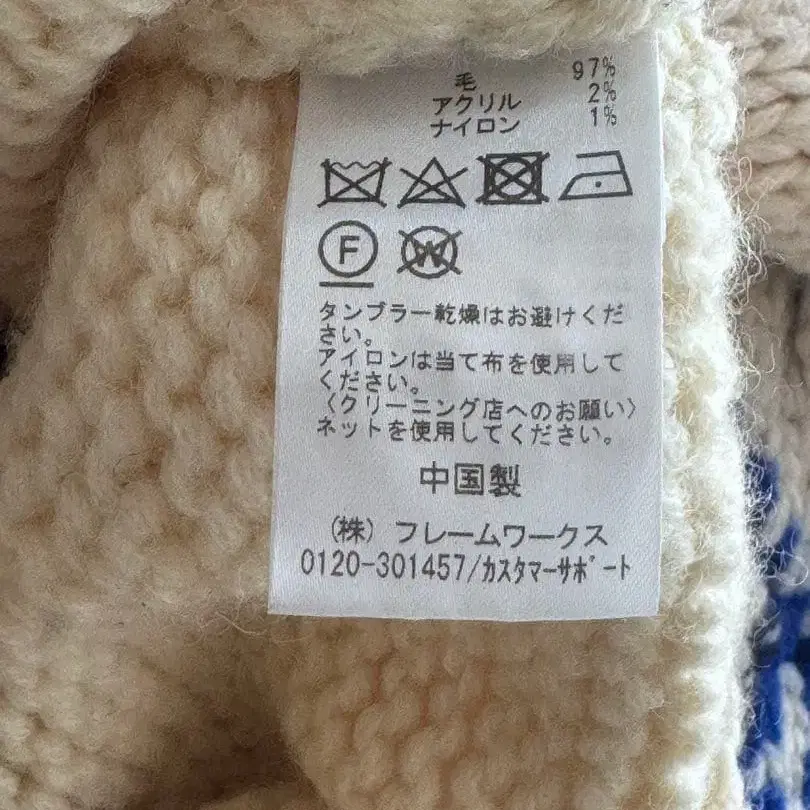 毛 97%
アクリル 2%
ナイロン 1%
F W
タンブラー乾燥はお避けくだ
さい。
アイロンは当て布を使用して
ください。
〈クリーニング店へのお願い〉
ネットを使用してください。
中国製
（株）フレームワークス
0120-301457/ｶｽﾀﾏｰｻﾎﾟｰﾄ